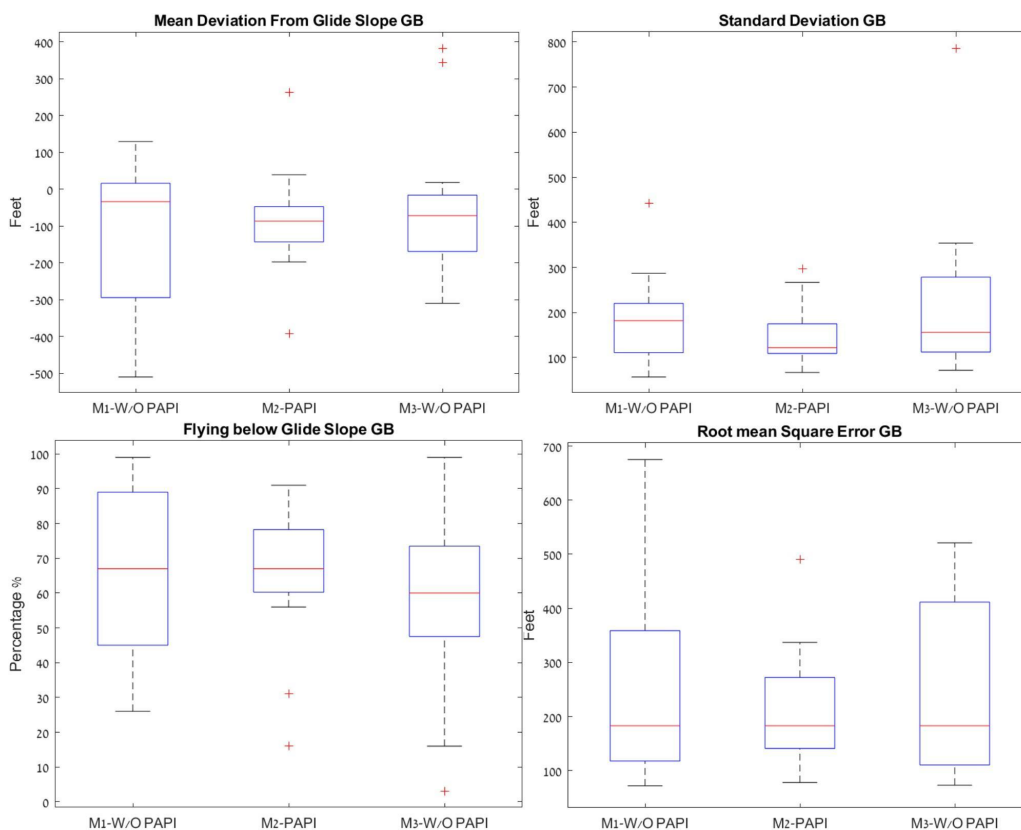 Mean Deviation From Glide Slope GB
Feet
400
300
200
100
0
-100
-200
-300
-400
-500
M1-W/O PAPI
M2-PAPI
M3-W/O PAPI
Standard Deviation GB
Feet
800
700
600
500
400
300
200
100
M1-W/O PAPI
M2-PAPI
M3-W/O PAPI
Flying below Glide Slope GB
Percentage %
100
90
80
70
60
50
40
30
20
10
0
M1-W/O PAPI
M2-PAPI
M3-W/O PAPI
Root mean Square Error GB
Feet
700
600
500
400
300
200
100
M1-W/O PAPI
M2-PAPI
M3-W/O PAPI